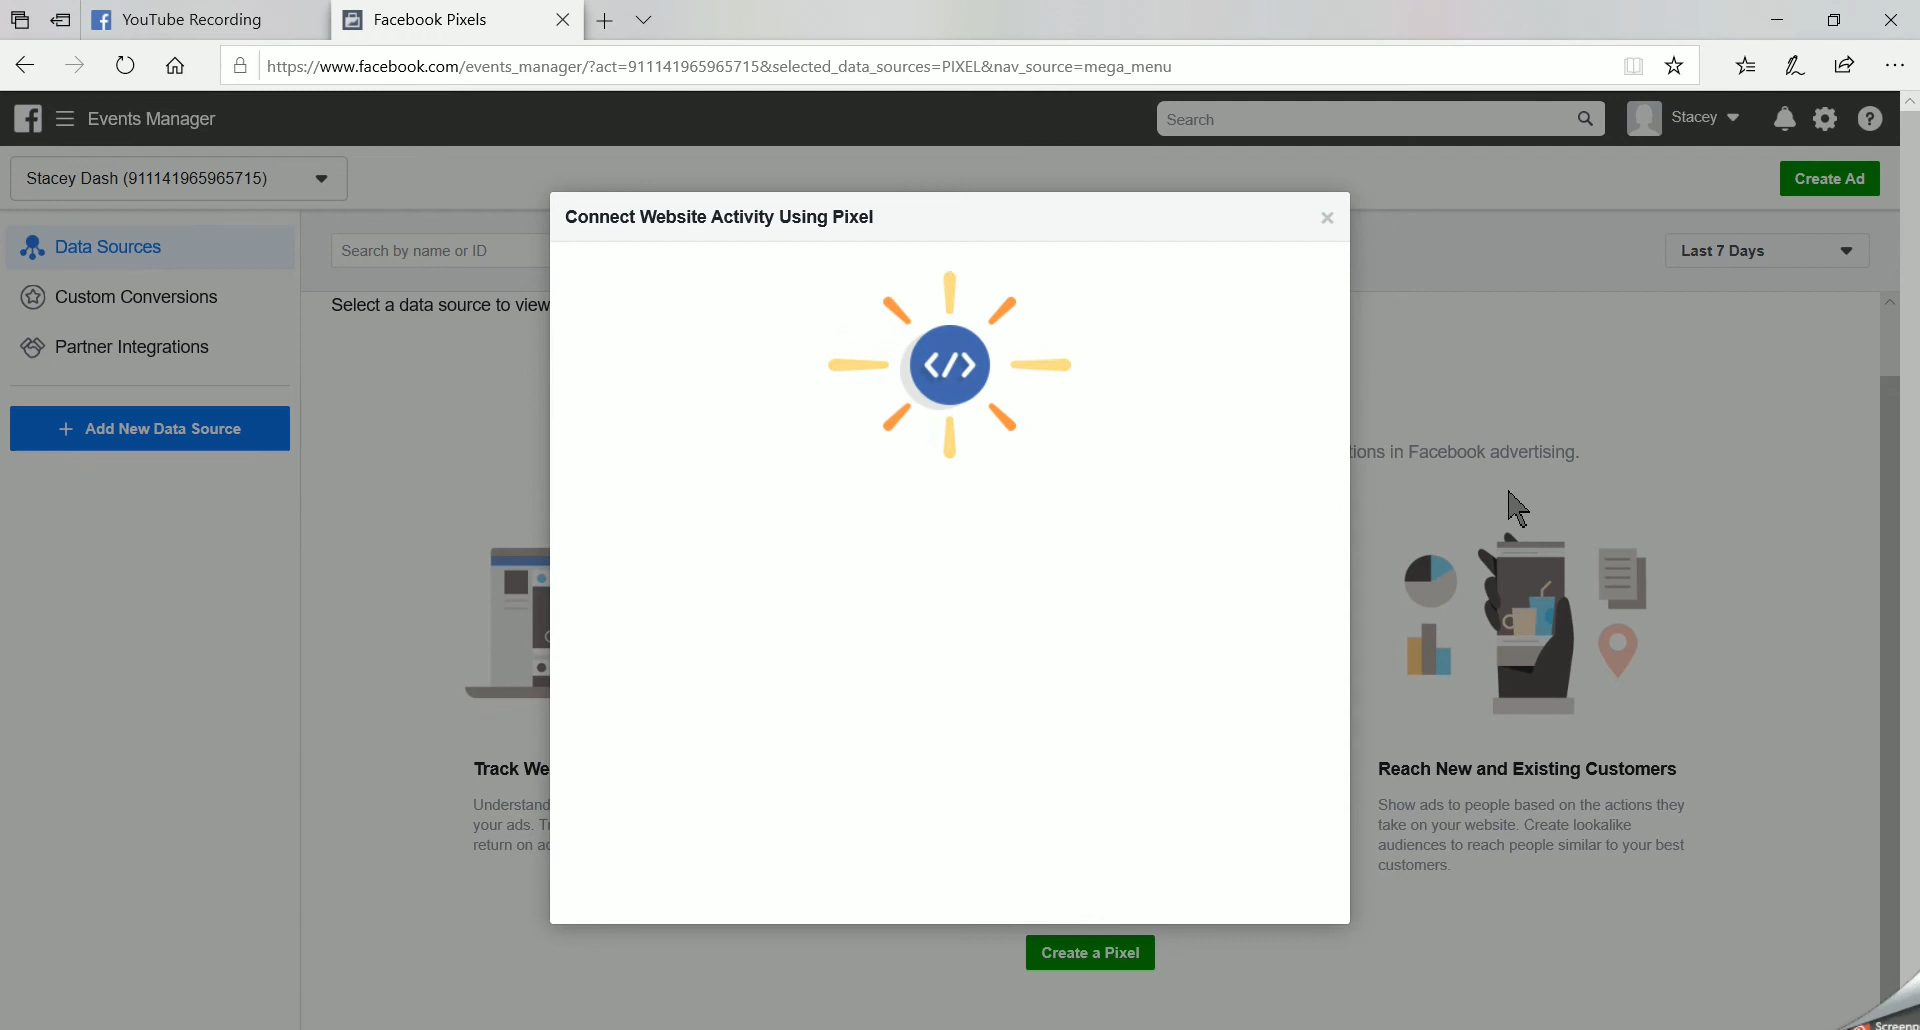 YouTube Recording
Facebook Pixels
https://www.facebook.com/events_manager/?act=911141965965715&selected_data_sources=PIXEL&nav_source=mega_menu
Events Manager
Search
Stacey
Stacey Dash (911141965965715)
Create Ad
Connect Website Activity Using Pixel
Data Sources
Search by name or ID
Last 7 Days
Custom Conversions
Select a data source to view
Partner Integrations
</>
Add New Data Source
in Facebook advertising.
Track
Reach New and Existing Customers
Understand
your ads.
return on
Show ads to people based on the actions they
take on your website. Create lookalike
audiences to reach people similar to your best
customers.
Create a Pixel